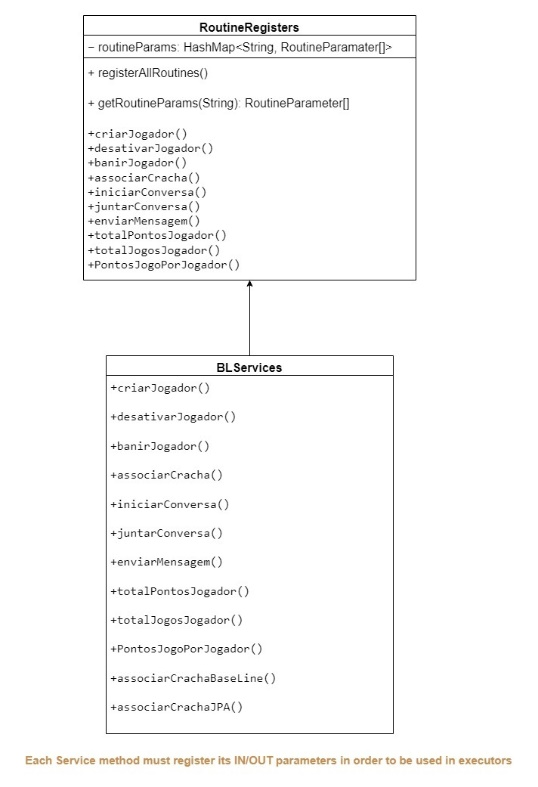 RoutineRegisters
− routineParams: HashMap<String, RoutineParamater[]>
+ registerAllRoutines()
+ getRoutineParams(String): RoutineParameter[]
+criarJogador()
+desativarJogador()
+banirJogador()
+associarCracha()
+iniciarConversa()
+juntarConversa()
+enviarMensagem()
+totalPontosJogador()
+totalJogosJogador()
+PontosJogoPorJogador()
BLServices
+criarJogador()
+desativarJogador()
+banirJogador()
+associarCracha()
+iniciarConversa()
+juntarConversa()
+enviarMensagem()
+totalPontosJogador()
+totalJogosJogador()
+PontosJogoPorJogador()
+associarCrachaBaseLine()
+associarCrachaJPA()
Each Service method must register its IN/OUT parameters in order to be used in executors